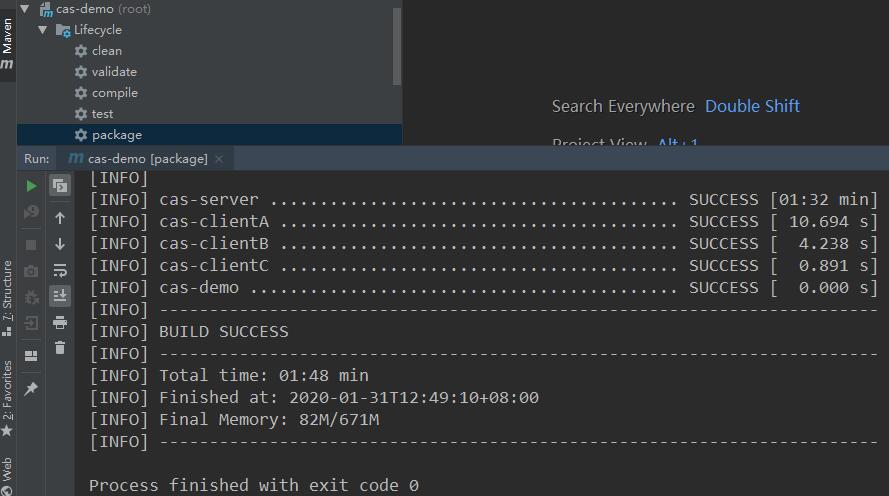 cas-demo (root)
Lifecycle
clean
validate
compile
test
package
Maven
Search Everywhere Double Shift
Project View Alt+1
Run: cas-demo [package]
[INFO]
[INFO] cas-server ......................................... SUCCESS [01:32 min]
[INFO] cas-clientA ........................................ SUCCESS [ 10.694 s]
[INFO] cas-clientB ........................................ SUCCESS [  4.238 s]
[INFO] cas-clientC ........................................ SUCCESS [  0.891 s]
[INFO] cas-demo ........................................... SUCCESS [  0.000 s]
[INFO] ------------------------------------------------------------------------
[INFO] BUILD SUCCESS
[INFO] ------------------------------------------------------------------------
[INFO] Total time: 01:48 min
[INFO] Finished at: 2020-01-31T12:49:10+08:00
[INFO] Final Memory: 82M/671M
[INFO] ------------------------------------------------------------------------
Process finished with exit code 0
7: Structure
2: Favorites
Web